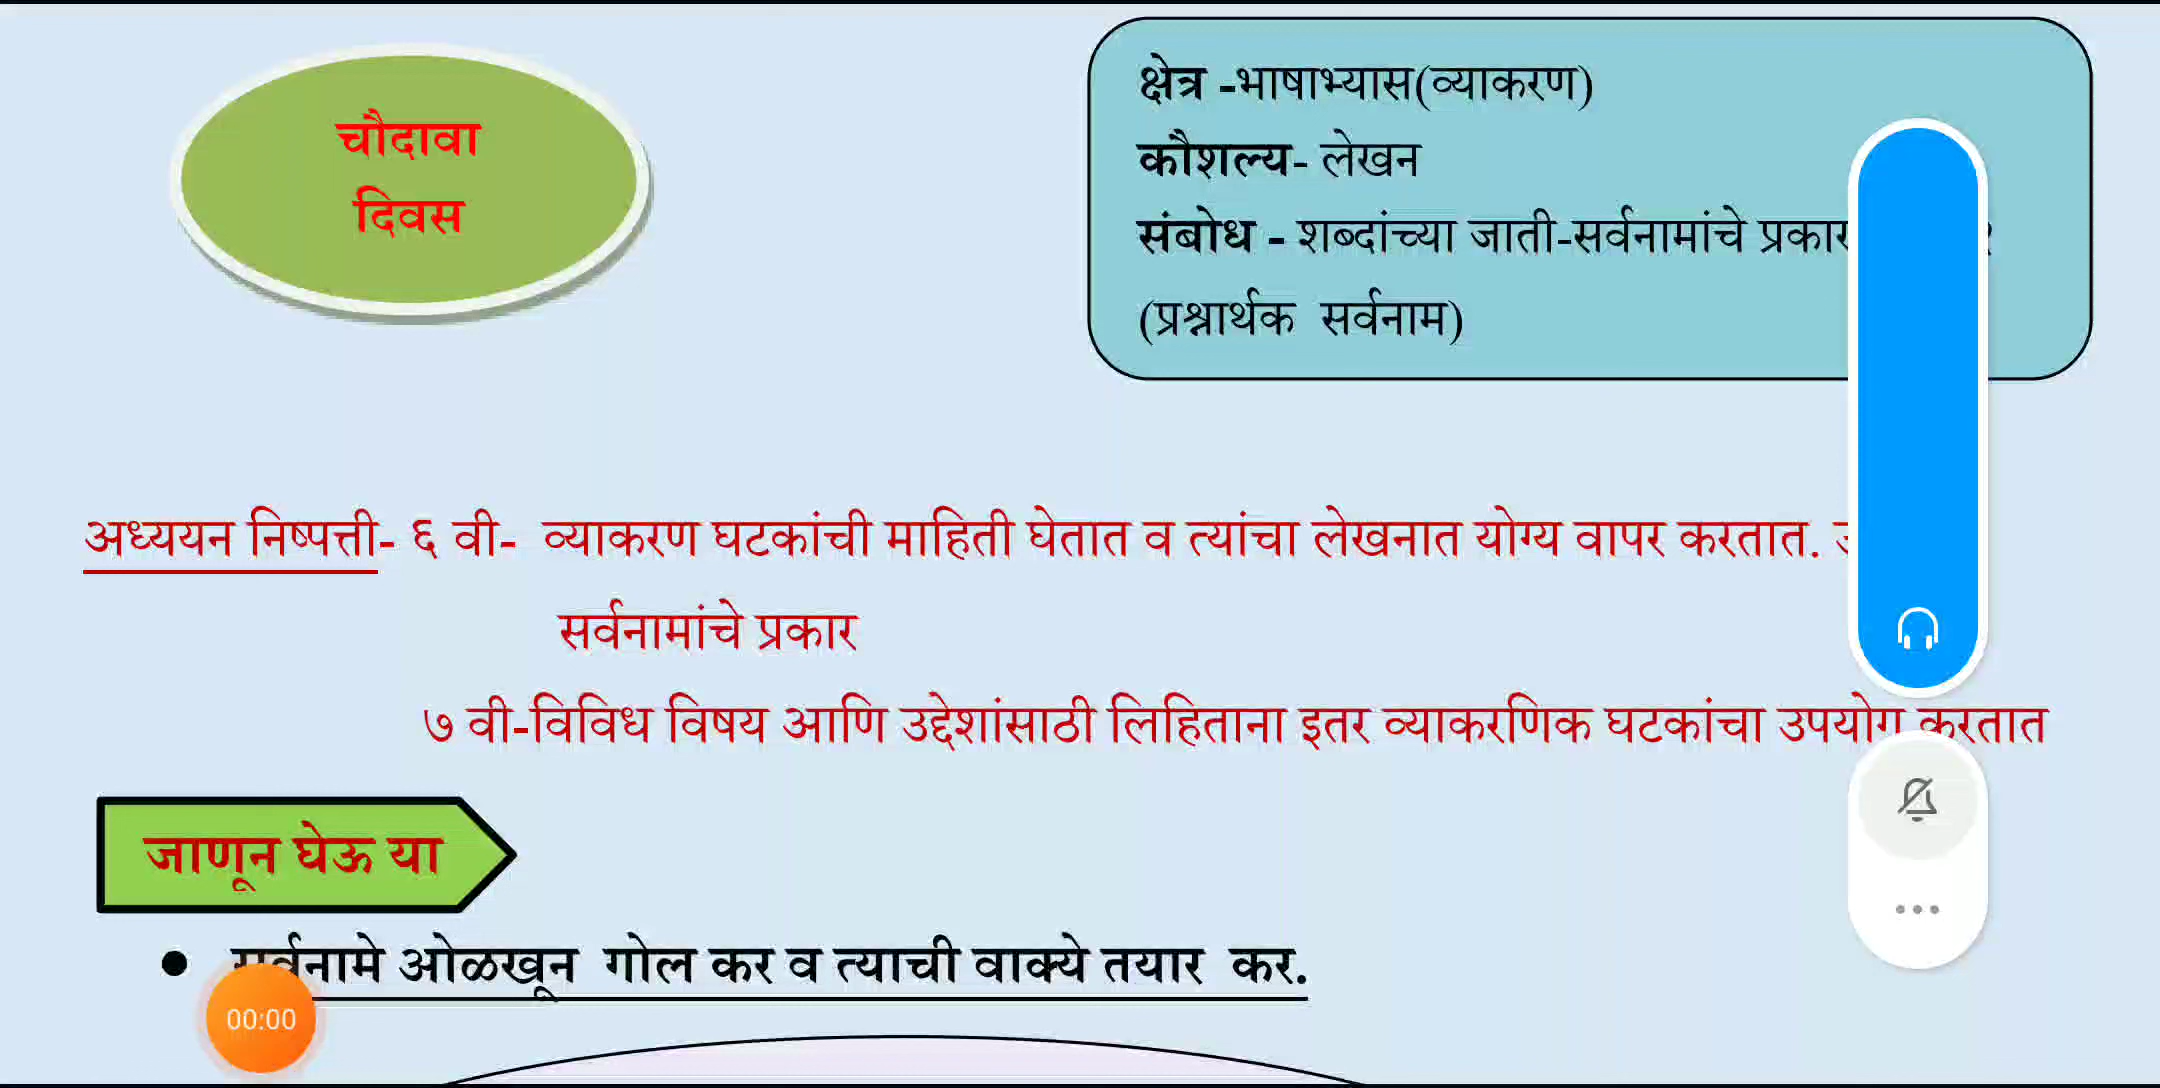 चौदावा
दिवस
क्षेत्र -भाषाभ्यास(व्याकरण)
कौशल्य- लेखन
संबोध - शब्दांच्या जाती-सर्वनामांचे प्रकार
(प्रश्नार्थक सर्वनाम)
अध्ययन निष्पत्ती- ६ वी- व्याकरण घटकांची माहिती घेतात व त्यांचा लेखनात योग्य वापर करतात.
सर्वनामांचे प्रकार
७ वी-विविध विषय आणि उद्देशांसाठी लिहिताना इतर व्याकरणिक घटकांचा उपयोग करतात
जाणून घेऊ या
• सर्वनामे ओळखून गोल कर व त्याची वाक्ये तयार कर.
00:00